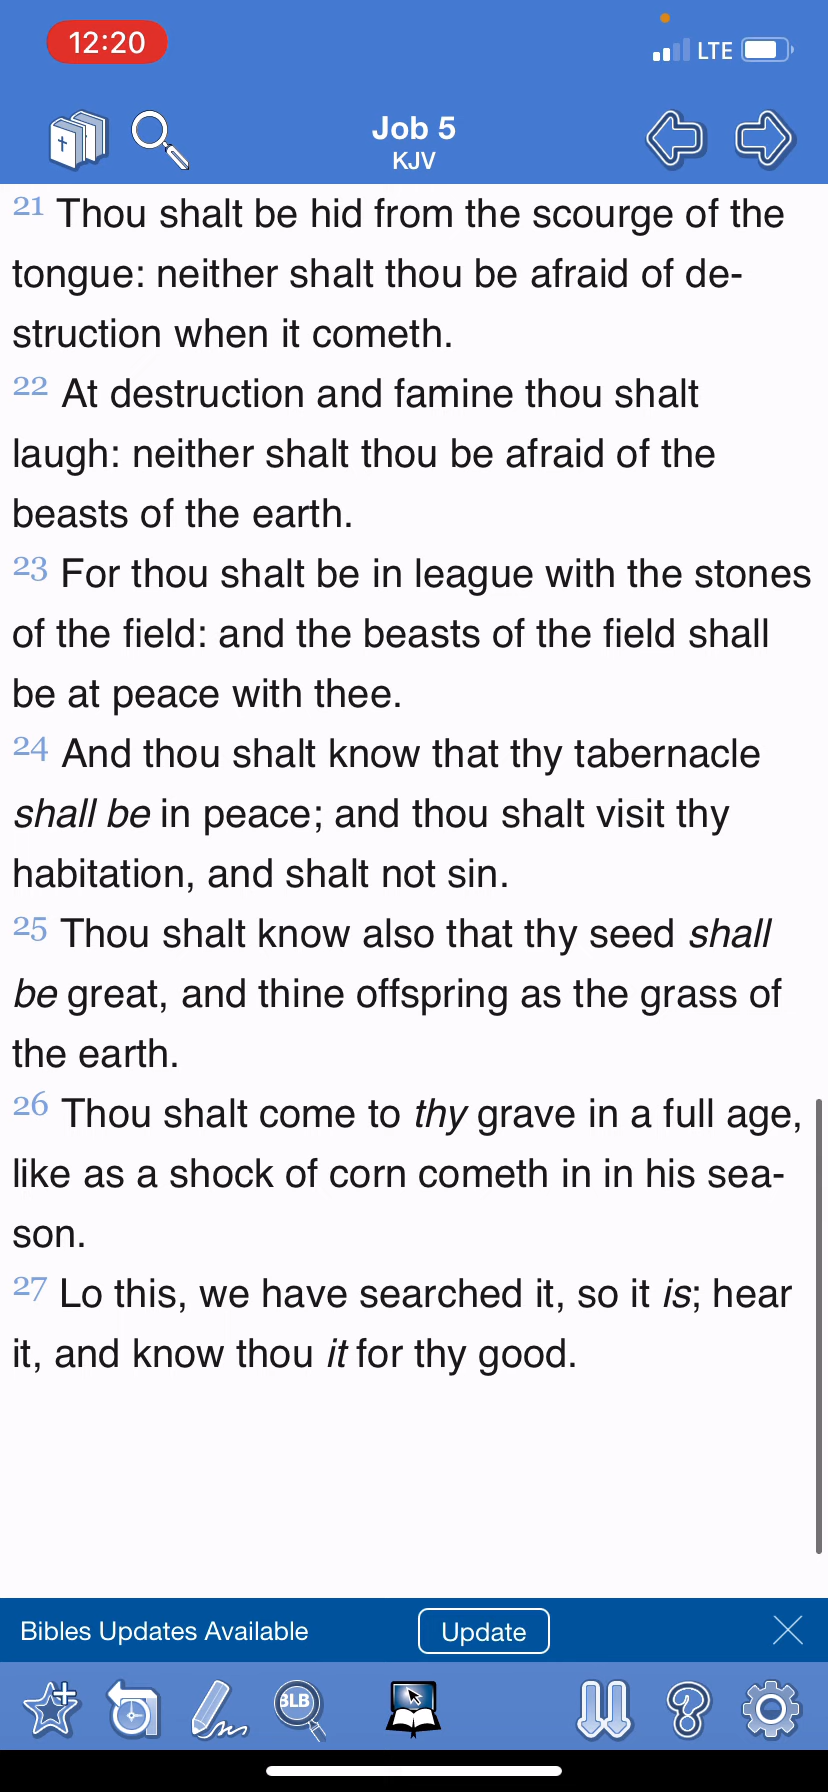 12:20
LTE
Job 5
KJV
21 Thou shalt be hid from the scourge of the
tongue: neither shalt thou be afraid of de-
struction when it cometh.
22 At destruction and famine thou shalt
laugh: neither shalt thou be afraid of the
beasts of the earth.
23 For thou shalt be in league with the stones
of the field: and the beasts of the field shall
be at peace with thee.
24 And thou shalt know that thy tabernacle
shall be in peace; and thou shalt visit thy
habitation, and shalt not sin.
25 Thou shalt know also that thy seed shall
be great, and thine offspring as the grass of
the earth.
26 Thou shalt come to thy grave in a full age,
like as a shock of corn cometh in in his sea-
son.
27 Lo this, we have searched it, so it is; hear
it, and know thou it for thy good.
Bibles Updates Available
Update
BLB